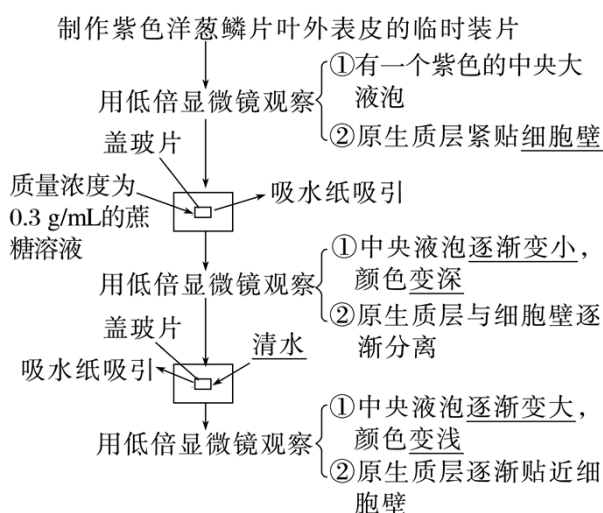 制作紫色洋葱鳞片叶外表皮的临时装片
用低倍显微镜观察
①有一个紫色的中央大
液泡
②原生质层紧贴细胞壁
盖玻片
质量浓度为
0.3 g/mL的蔗
糖溶液
吸水纸吸引
用低倍显微镜观察
①中央液泡逐渐变小，
颜色变深
②原生质层与细胞壁逐
渐分离
盖玻片
清水
吸水纸吸引
用低倍显微镜观察
①中央液泡逐渐变大，
颜色变浅
②原生质层逐渐贴近细
胞壁